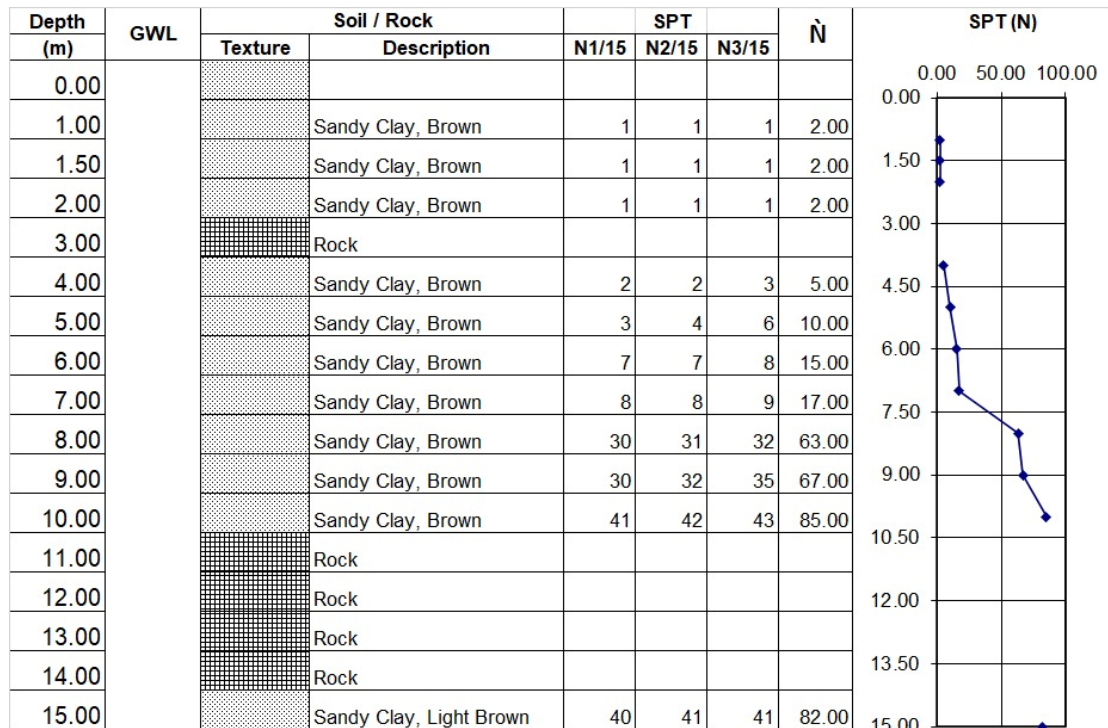 Depth GWL Soil / Rock SPT Ǹ SPT (N)
(m) Texture Description N1/15 N2/15 N3/15
0.00
1.00 Sandy Clay, Brown 1 1 1 2.00
1.50 Sandy Clay, Brown 1 1 1 2.00
2.00 Sandy Clay, Brown 1 1 1 2.00
3.00 Rock
4.00 Sandy Clay, Brown 2 2 3 5.00
5.00 Sandy Clay, Brown 3 4 6 10.00
6.00 Sandy Clay, Brown 7 7 8 15.00
7.00 Sandy Clay, Brown 8 8 9 17.00
8.00 Sandy Clay, Brown 30 31 32 63.00
9.00 Sandy Clay, Brown 30 32 35 67.00
10.00 Sandy Clay, Brown 41 42 43 85.00
11.00 Rock
12.00 Rock
13.00 Rock
14.00 Rock
15.00 Sandy Clay, Light Brown 40 41 41 82.00
0.00 50.00 100.00
0.00
1.50
3.00
4.50
6.00
7.50
9.00
10.50
12.00
13.50
15.00